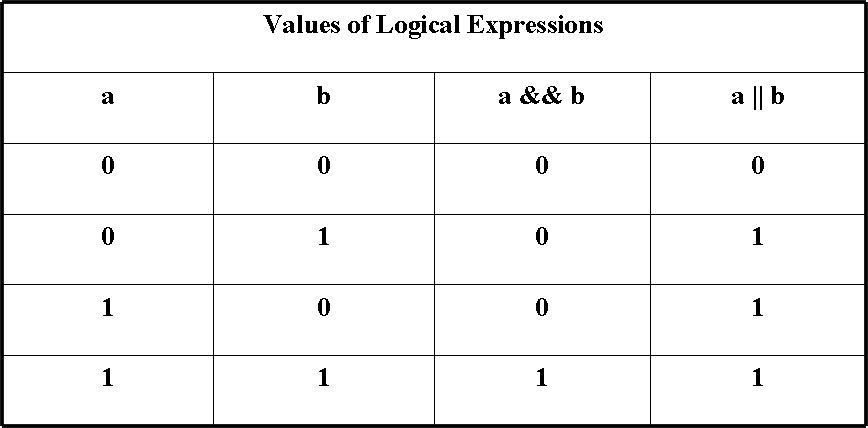 Values of Logical Expressions
a b a && b a || b
0 0 0 0
0 1 0 1
1 0 0 1
1 1 1 1